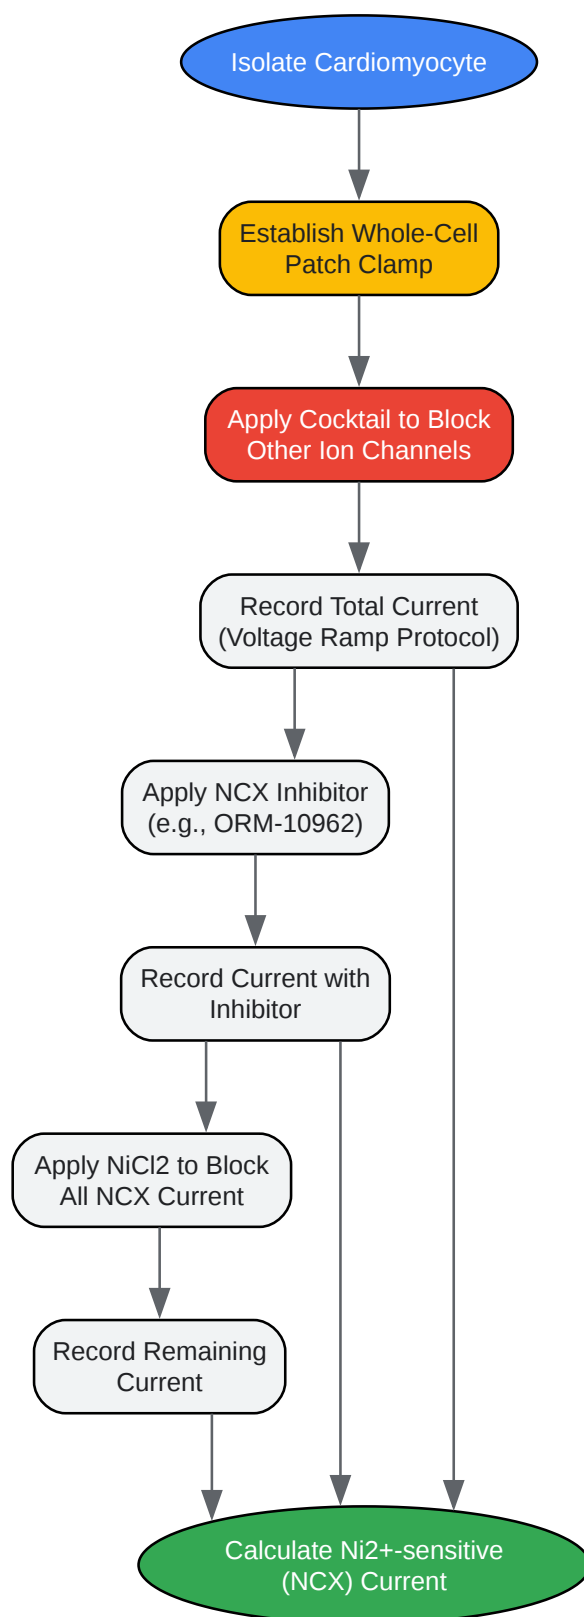 Isolate Cardiomyocyte
Establish Whole-Cell
Patch Clamp
Apply Cocktail to Block
Other Ion Channels
Record Total Current
(Voltage Ramp Protocol)
Apply NCX Inhibitor
(e.g., ORM-10962)
Record Current with
Inhibitor
Apply NiCl2 to Block
All NCX Current
Record Remaining
Current
Calculate Ni2+-sensitive
(NCX) Current